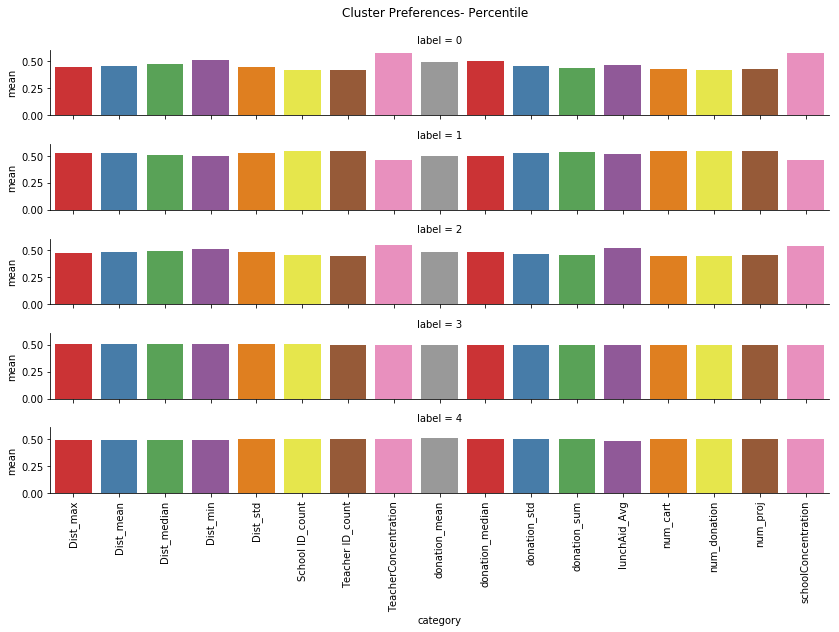 Cluster Preferences- Percentile
label = 0
mean
0.50
0.25
0.00
label = 1
mean
0.50
0.25
0.00
label = 2
mean
0.50
0.25
0.00
label = 3
mean
0.50
0.25
0.00
label = 4
mean
0.50
0.25
0.00
Dist_max
Dist_mean
Dist_median
Dist_min
Dist_std
School ID_count
Teacher ID_count
TeacherConcentration
donation_mean
donation_median
donation_std
donation_sum
lunchAid_Avg
num_cart
num_donation
num_proj
schoolConcentration
category